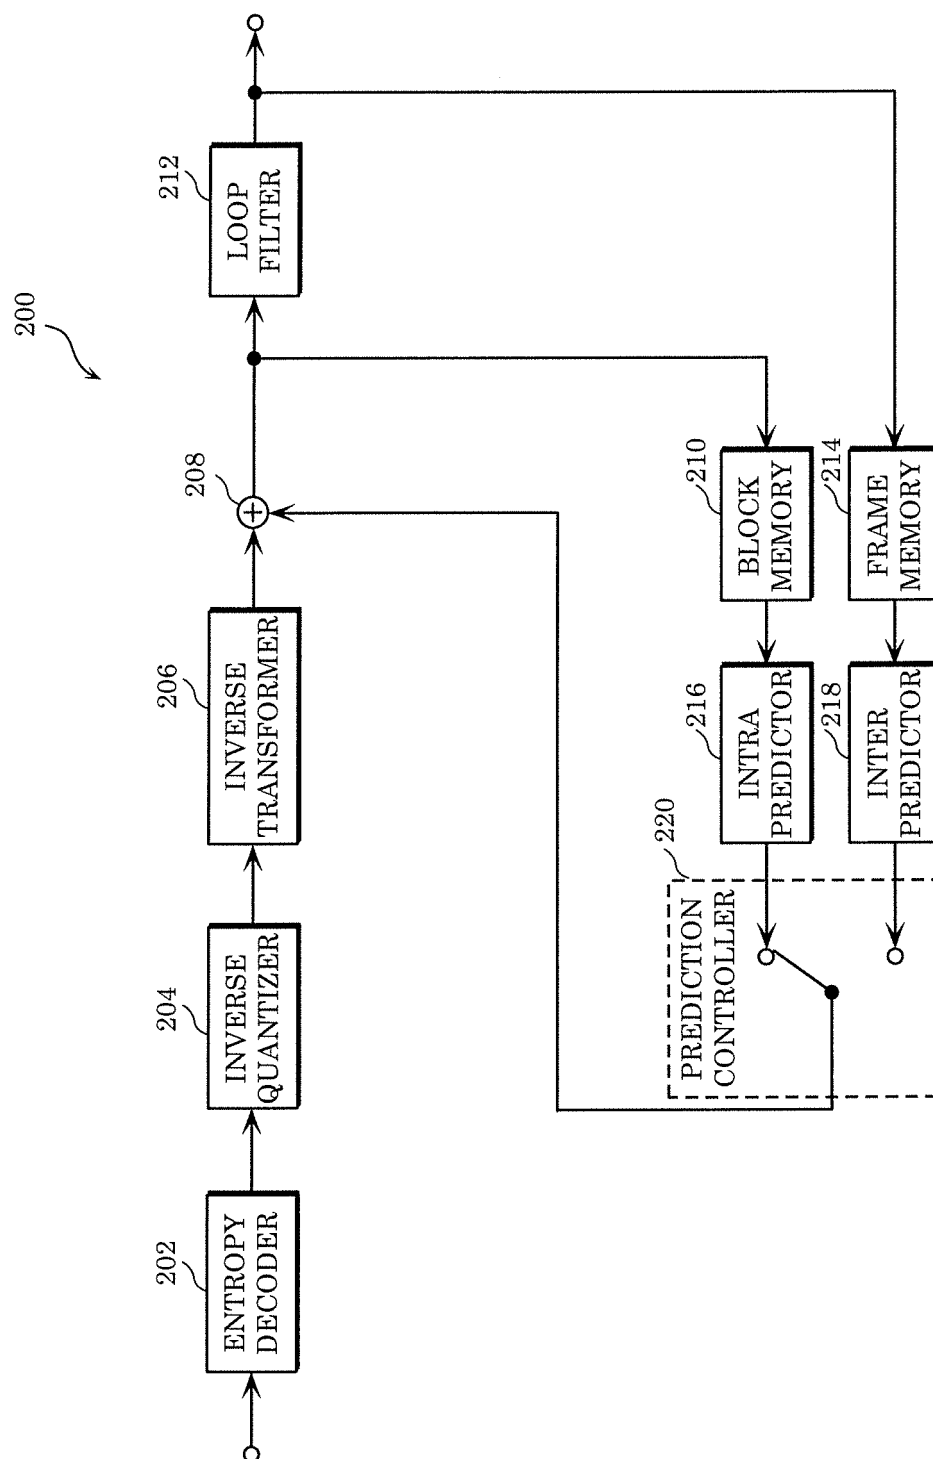 200
202
ENTROPY
DECODER
204
INVERSE
QUANTIZER
206
INVERSE
TRANSFORMER
208
212
LOOP
FILTER
220
PREDICTION
CONTROLLER
216
INTRA
PREDICTOR
210
BLOCK
MEMORY
218
INTER
PREDICTOR
214
FRAME
MEMORY